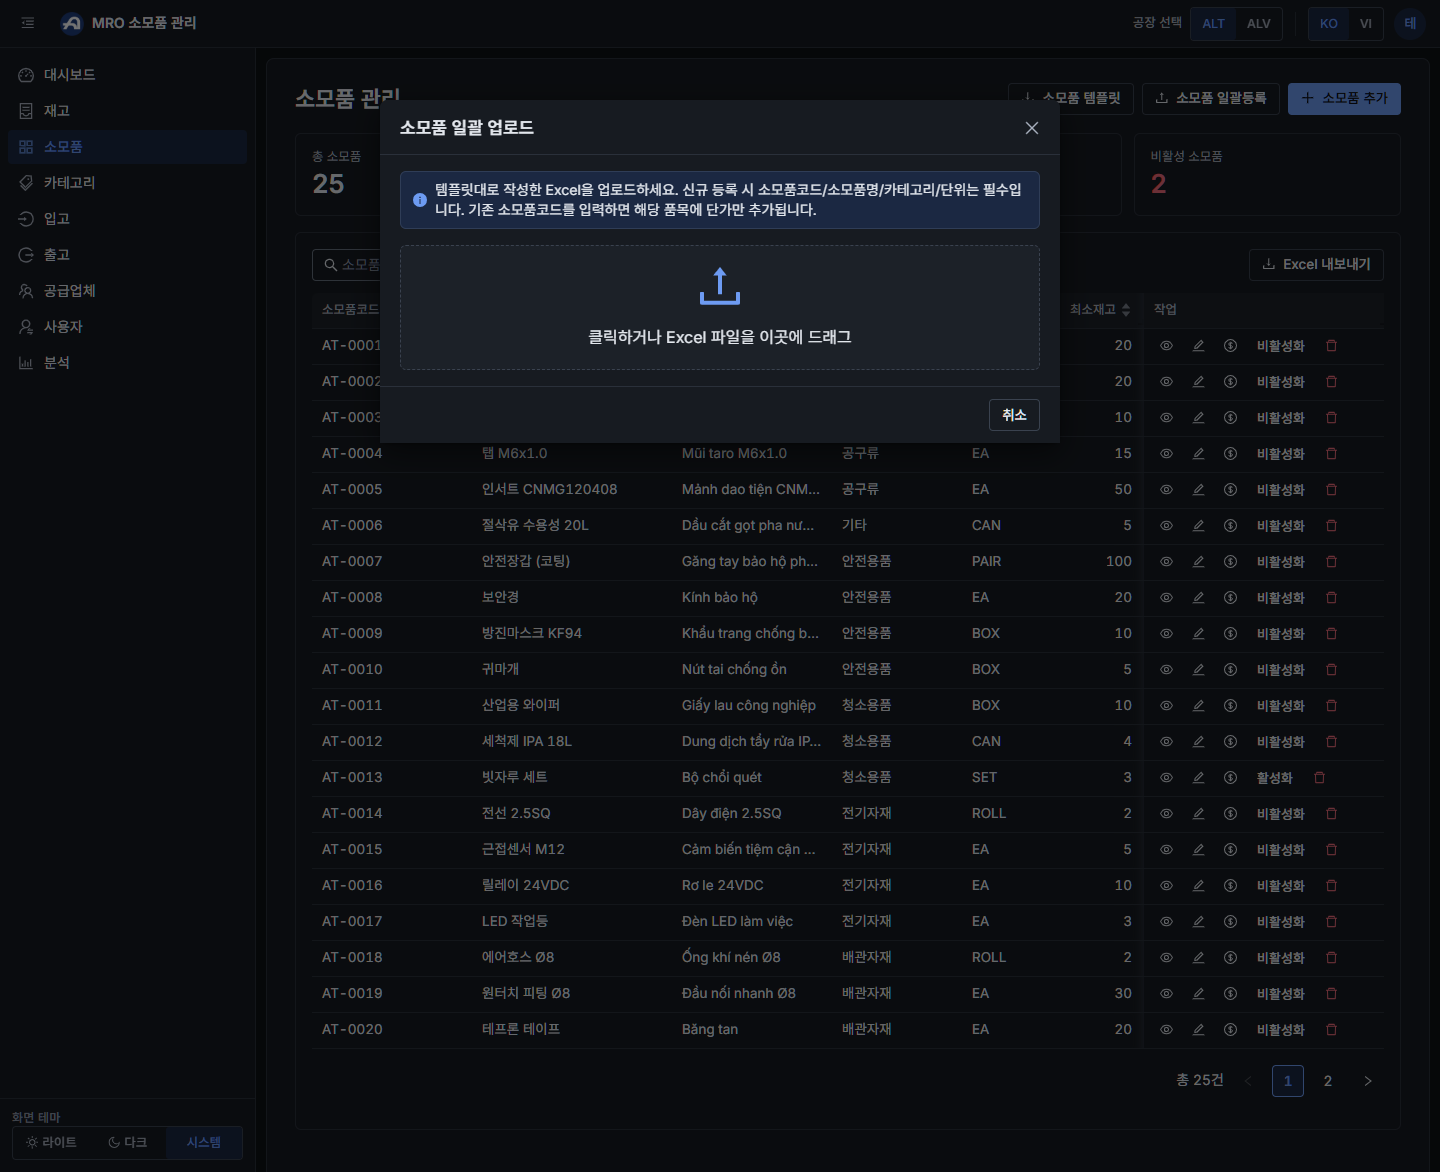 MRO 소모품 관리
공장 선택 ALT ALV KO VI 테
대시보드
재고
소모품
카테고리
입고
출고
공급업체
사용자
분석
화면 테마
라이트 다크 시스템
소모품 관리
소모품 템플릿 소모품 일괄등록 소모품 추가
총 소모품
25
비활성 소모품
2
소모품
Excel 내보내기
소모품 일괄 업로드
템플릿대로 작성한 Excel을 업로드하세요. 신규 등록 시 소모품코드/소모품명/카테고리/단위는 필수입
니다. 기존 소모품코드를 입력하면 해당 품목에 단가만 추가됩니다.
클릭하거나 Excel 파일을 이곳에 드래그
취소
소모품코드 최소재고 작업
AT-0001 20 비활성화
AT-0002 20 비활성화
AT-0003 10 비활성화
AT-0004 탭 M6x1.0 Mũi taro M6x1.0 공구류 EA 15 비활성화
AT-0005 인서트 CNMG120408 Mảnh dao tiện CNM... 공구류 EA 50 비활성화
AT-0006 절삭유 수용성 20L Dầu cắt gọt pha nư... 기타 CAN 5 비활성화
AT-0007 안전장갑 (코팅) Găng tay bảo hộ ph... 안전용품 PAIR 100 비활성화
AT-0008 보안경 Kính bảo hộ 안전용품 EA 20 비활성화
AT-0009 방진마스크 KF94 Khẩu trang chống b... 안전용품 BOX 10 비활성화
AT-0010 귀마개 Nút tai chống ồn 안전용품 BOX 5 비활성화
AT-0011 산업용 와이퍼 Giấy lau công nghiệp 청소용품 BOX 10 비활성화
AT-0012 세척제 IPA 18L Dung dịch tẩy rửa IP... 청소용품 CAN 4 비활성화
AT-0013 빗자루 세트 Bộ chổi quét 청소용품 SET 3 활성화
AT-0014 전선 2.5SQ Dây điện 2.5SQ 전기자재 ROLL 2 비활성화
AT-0015 근접센서 M12 Cảm biến tiệm cận ... 전기자재 EA 5 비활성화
AT-0016 릴레이 24VDC Rơ le 24VDC 전기자재 EA 10 비활성화
AT-0017 LED 작업등 Đèn LED làm việc 전기자재 EA 3 비활성화
AT-0018 에어호스 Ø8 Ống khí nén Ø8 배관자재 ROLL 2 비활성화
AT-0019 원터치 피팅 Ø8 Đầu nối nhanh Ø8 배관자재 EA 30 비활성화
AT-0020 테프론 테이프 Băng tan 배관자재 EA 20 비활성화
총 25건 < 1 2 >